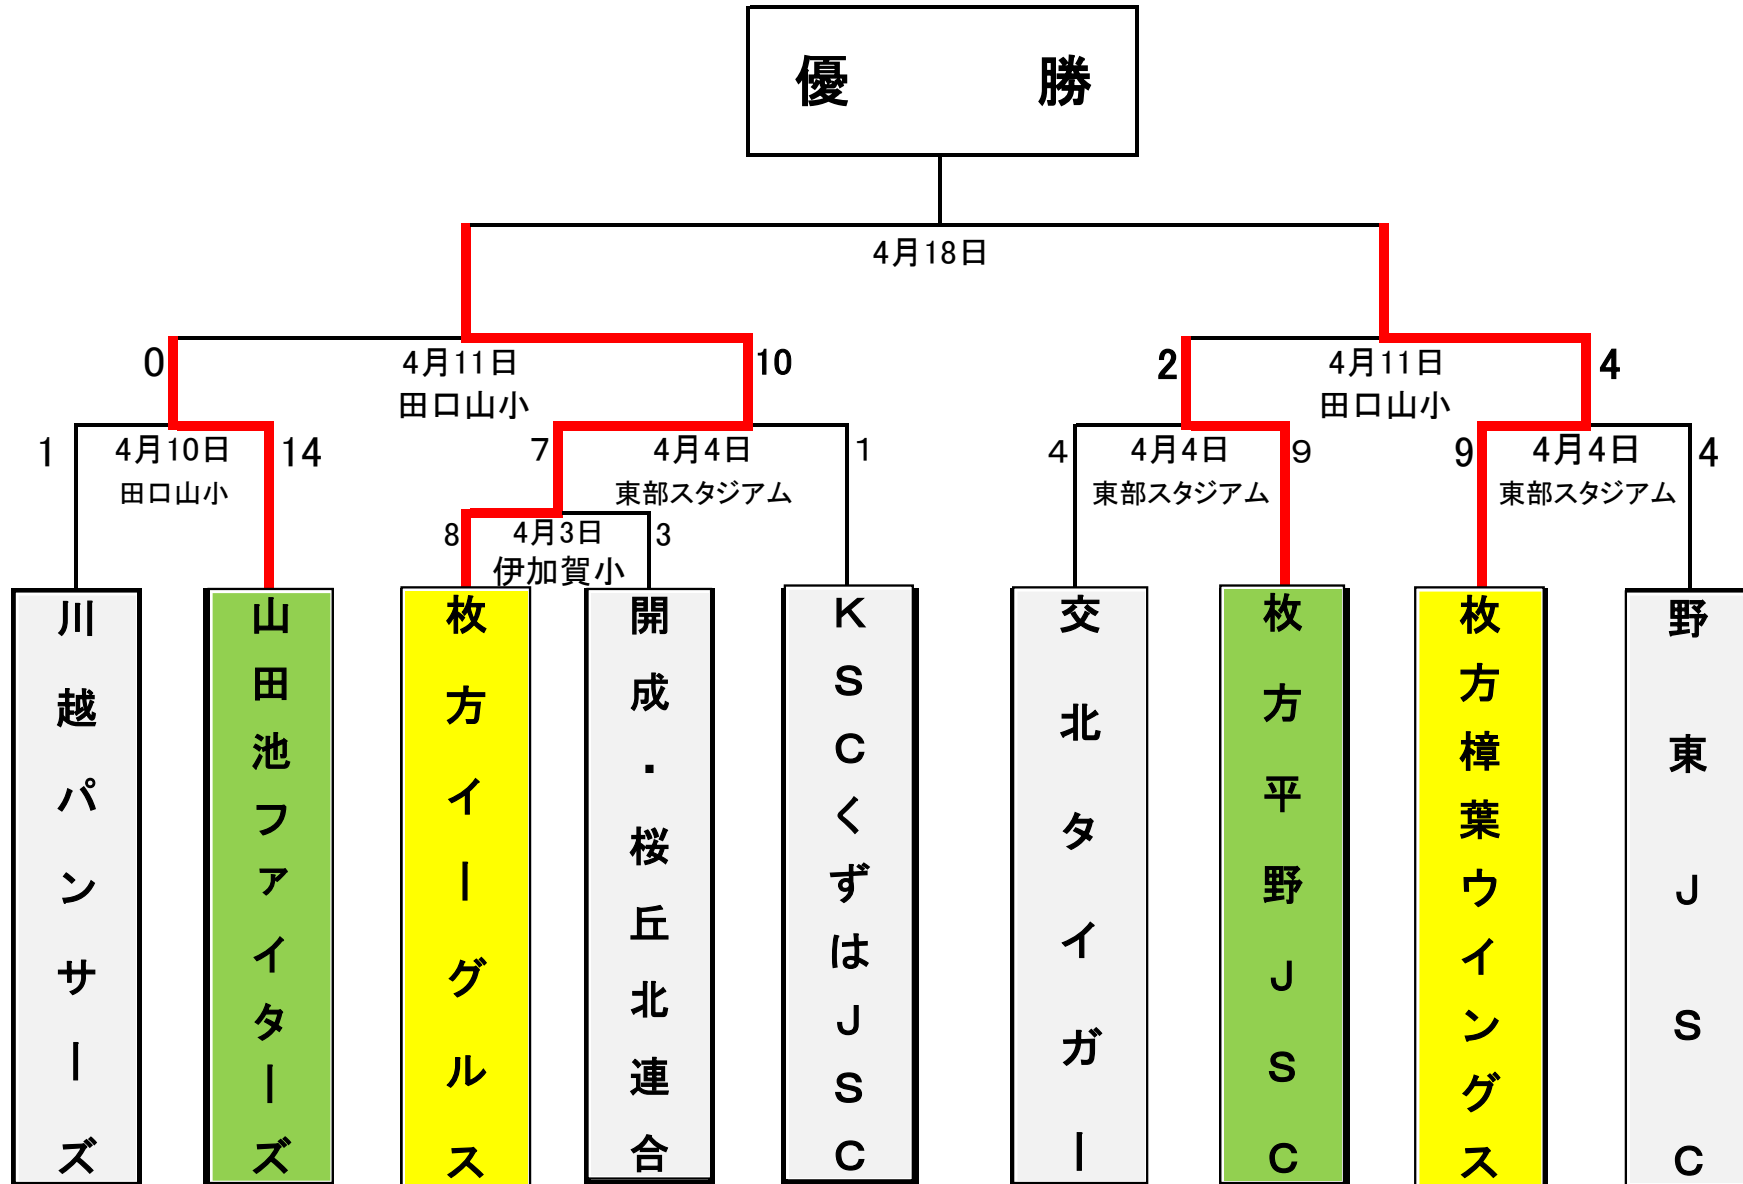 優勝
4月18日
0
4月11日
田口山小
10
2
4月11日
田口山小
4
1
4月10日
田口山小
14
7
4月4日
東部スタジアム
1
4
4月4日
東部スタジアム
9
9
4月4日
東部スタジアム
4
8
4月3日
伊加賀小
3
川越パンサーズ
山田池ファイターズ
枚方イーグルス
開成・桜丘北連合
KSCくずはJSC
交北タイガー
枚方平野JSC
枚方樟葉ウイングス
野東JSC